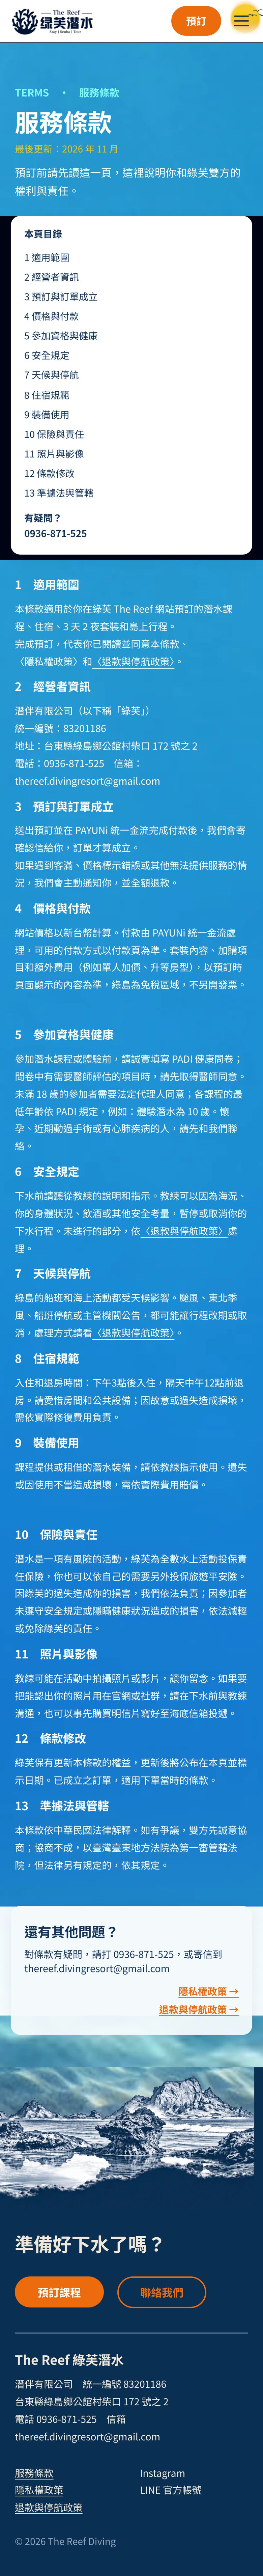 The Reef
綠芙潛水
Stay | Scuba | Tour
預訂
TERMS • 服務條款
服務條款
最後更新：2026 年 11 月
預訂前請先讀這一頁，這裡說明你和綠芙雙方的
權利與責任。
本頁目錄
1 適用範圍
2 經營者資訊
3 預訂與訂單成立
4 價格與付款
5 參加資格與健康
6 安全規定
7 天候與停航
8 住宿規範
9 裝備使用
10 保險與責任
11 照片與影像
12 條款修改
13 準據法與管轄
有疑問？
0936-871-525
1 適用範圍
本條款適用於你在綠芙 The Reef 網站預訂的潛水課
程、住宿、3 天 2 夜套裝和島上行程。
完成預訂，代表你已閱讀並同意本條款、
〈隱私權政策〉和〈退款與停航政策〉。
2 經營者資訊
潛伴有限公司（以下稱「綠芙」）
統一編號：83201186
地址：台東縣綠島鄉公館村柴口 172 號之 2
電話：0936-871-525 信箱：
thereef.divingresort@gmail.com
3 預訂與訂單成立
送出預訂並在 PAYUNi 統一金流完成付款後，我們會寄
確認信給你，訂單才算成立。
如果遇到客滿、價格標示錯誤或其他無法提供服務的情
況，我們會主動通知你，並全額退款。
4 價格與付款
網站價格以新台幣計算。付款由 PAYUNi 統一金流處
理，可用的付款方式以付款頁為準。套裝內容、加購項
目和額外費用（例如單人加價、升等房型），以預訂時
頁面顯示的內容為準，綠島為免稅區域，不另開發票。
5 參加資格與健康
參加潛水課程或體驗前，請誠實填寫 PADI 健康問卷；
問卷中有需要醫師評估的項目時，請先取得醫師同意。
未滿 18 歲的參加者需要法定代理人同意；各課程的最
低年齡依 PADI 規定，例如：體驗潛水為 10 歲。懷
孕、近期動過手術或有心肺疾病的人，請先和我們聯
絡。
6 安全規定
下水前請聽從教練的說明和指示。教練可以因為海況、
你的身體狀況、飲酒或其他安全考量，暫停或取消你的
下水行程。未進行的部分，依〈退款與停航政策〉處
理。
7 天候與停航
綠島的船班和海上活動都受天候影響。颱風、東北季
風、船班停航或主管機關公告，都可能讓行程改期或取
消，處理方式請看〈退款與停航政策〉。
8 住宿規範
入住和退房時間：下午3點後入住，隔天中午12點前退
房。請愛惜房間和公共設備；因故意或過失造成損壞，
需依實際修復費用負責。
9 裝備使用
課程提供或租借的潛水裝備，請依教練指示使用。遺失
或因使用不當造成損壞，需依實際費用賠償。
10 保險與責任
潛水是一項有風險的活動，綠芙為全數水上活動投保責
任保險，你也可以依自己的需要另外投保旅遊平安險。
因綠芙的過失造成你的損害，我們依法負責；因參加者
未遵守安全規定或隱瞞健康狀況造成的損害，依法減輕
或免除綠芙的責任。
11 照片與影像
教練可能在活動中拍攝照片或影片，讓你留念。如果要
把能認出你的照片用在官網或社群，請在下水前與教練
溝通，也可以事先購買明信片寫好至海底信箱投遞。
12 條款修改
綠芙保有更新本條款的權益，更新後將公布在本頁並標
示日期。已成立之訂單，適用下單當時的條款。
13 準據法與管轄
本條款依中華民國法律解釋。如有爭議，雙方先誠意協
商；協商不成，以臺灣臺東地方法院為第一審管轄法
院，但法律另有規定的，依其規定。
還有其他問題？
對條款有疑問，請打 0936-871-525，或寄信到
thereef.divingresort@gmail.com
隱私權政策 →
退款與停航政策 →
準備好下水了嗎？
預訂課程
聯絡我們
The Reef 綠芙潛水
潛伴有限公司 統一編號 83201186
台東縣綠島鄉公館村柴口 172 號之 2
電話 0936-871-525 信箱
thereef.divingresort@gmail.com
服務條款
隱私權政策
退款與停航政策
Instagram
LINE 官方帳號
© 2026 The Reef Diving